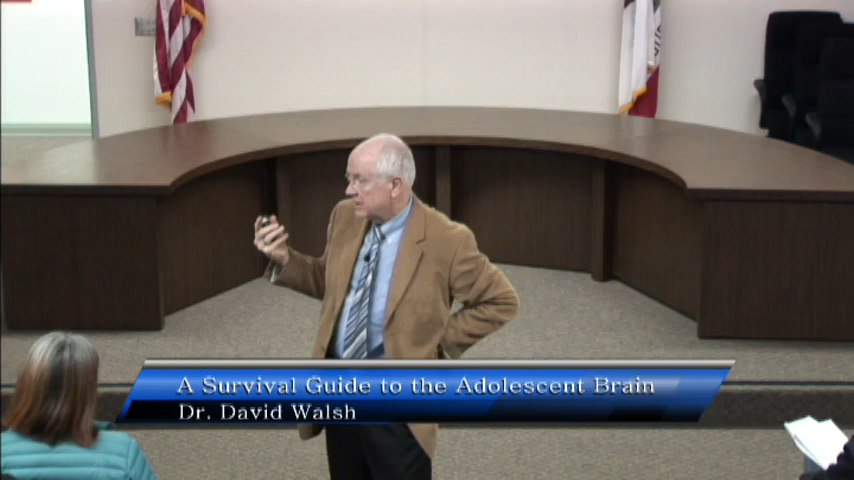 A Survival Guide to the Adolescent Brain
Dr. David Walsh